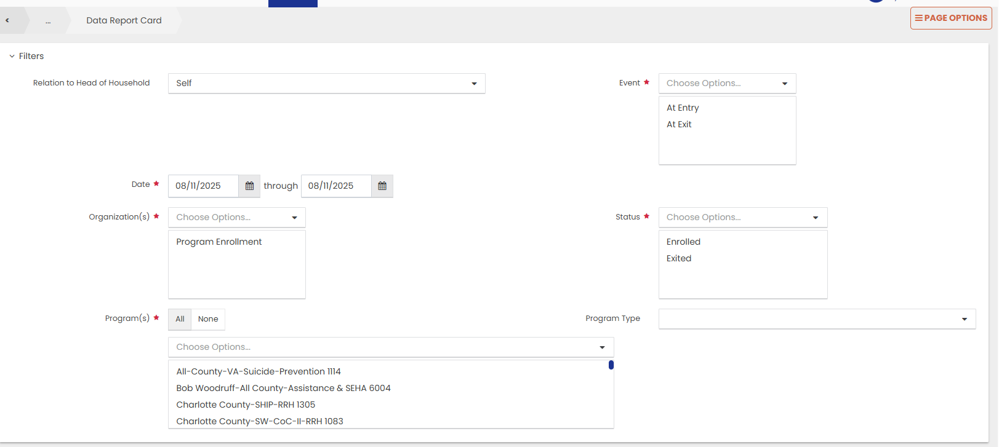 ... Data Report Card PAGE OPTIONS
Filters
Relation to Head of Household Self Event Choose Options...
At Entry
At Exit
Date 08/11/2025 through 08/11/2025
Organization(s) Choose Options... Status Choose Options...
Program Enrollment Enrolled
Exited
Program(s) All None Program Type
Choose Options...
All-County-VA-Suicide-Prevention 1114
Bob Woodruff-All County-Assistance & SEHA 6004
Charlotte County-SHIP-RRH 1305
Charlotte County-SW-CoC-II-RRH 1083